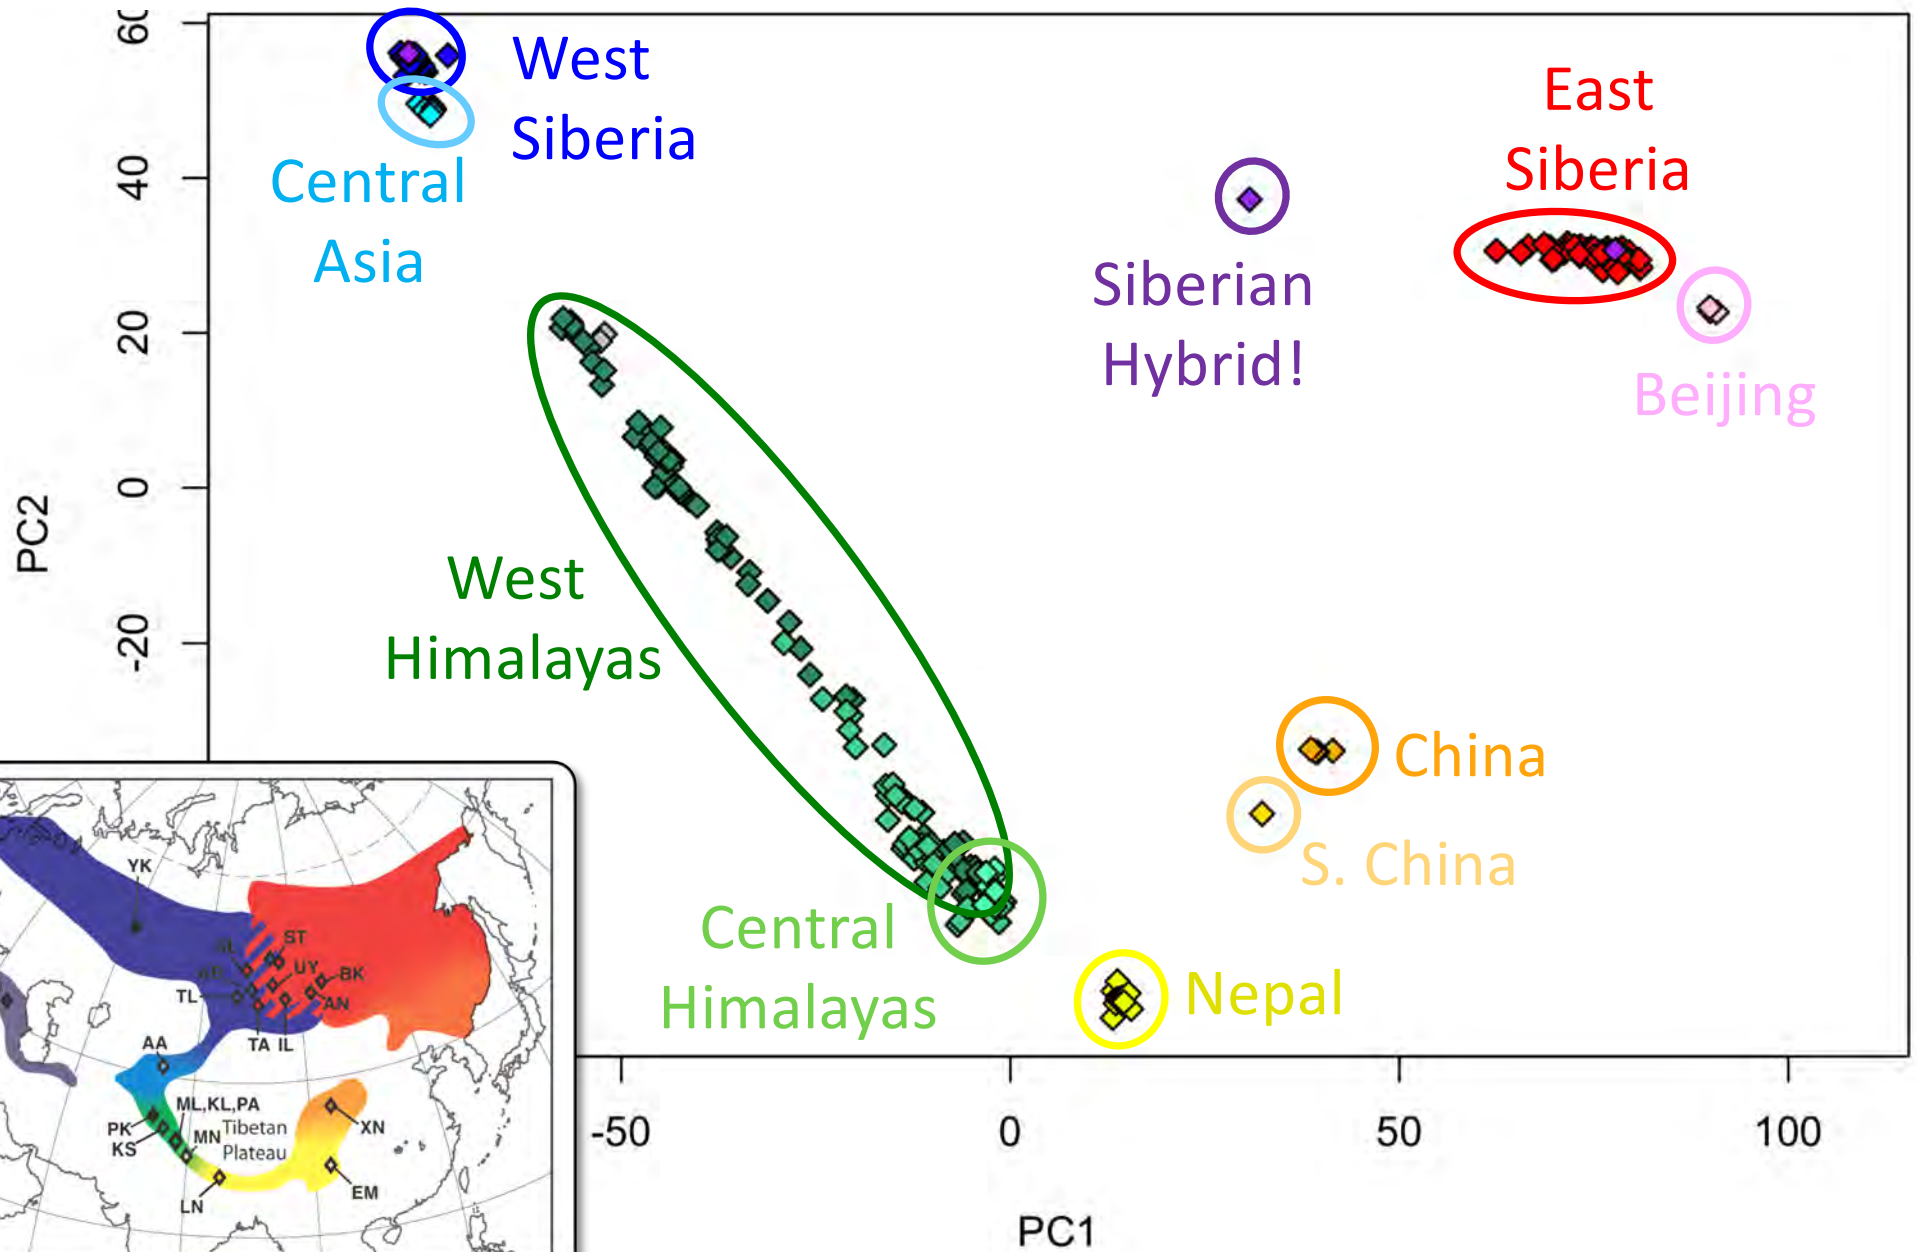 60
40
20
0
-20
PC2
West
Siberia
Central
Asia
East
Siberia
Siberian
Hybrid!
Beijing
West
Himalayas
China
S. China
Central
Himalayas
Nepal
-50
0
50
100
PC1
YK
ST
UY
BK
TL
AN
TA IL
AA
ML,KL,PA
PK
KS
MN
Tibetan
Plateau
XN
LN
EM